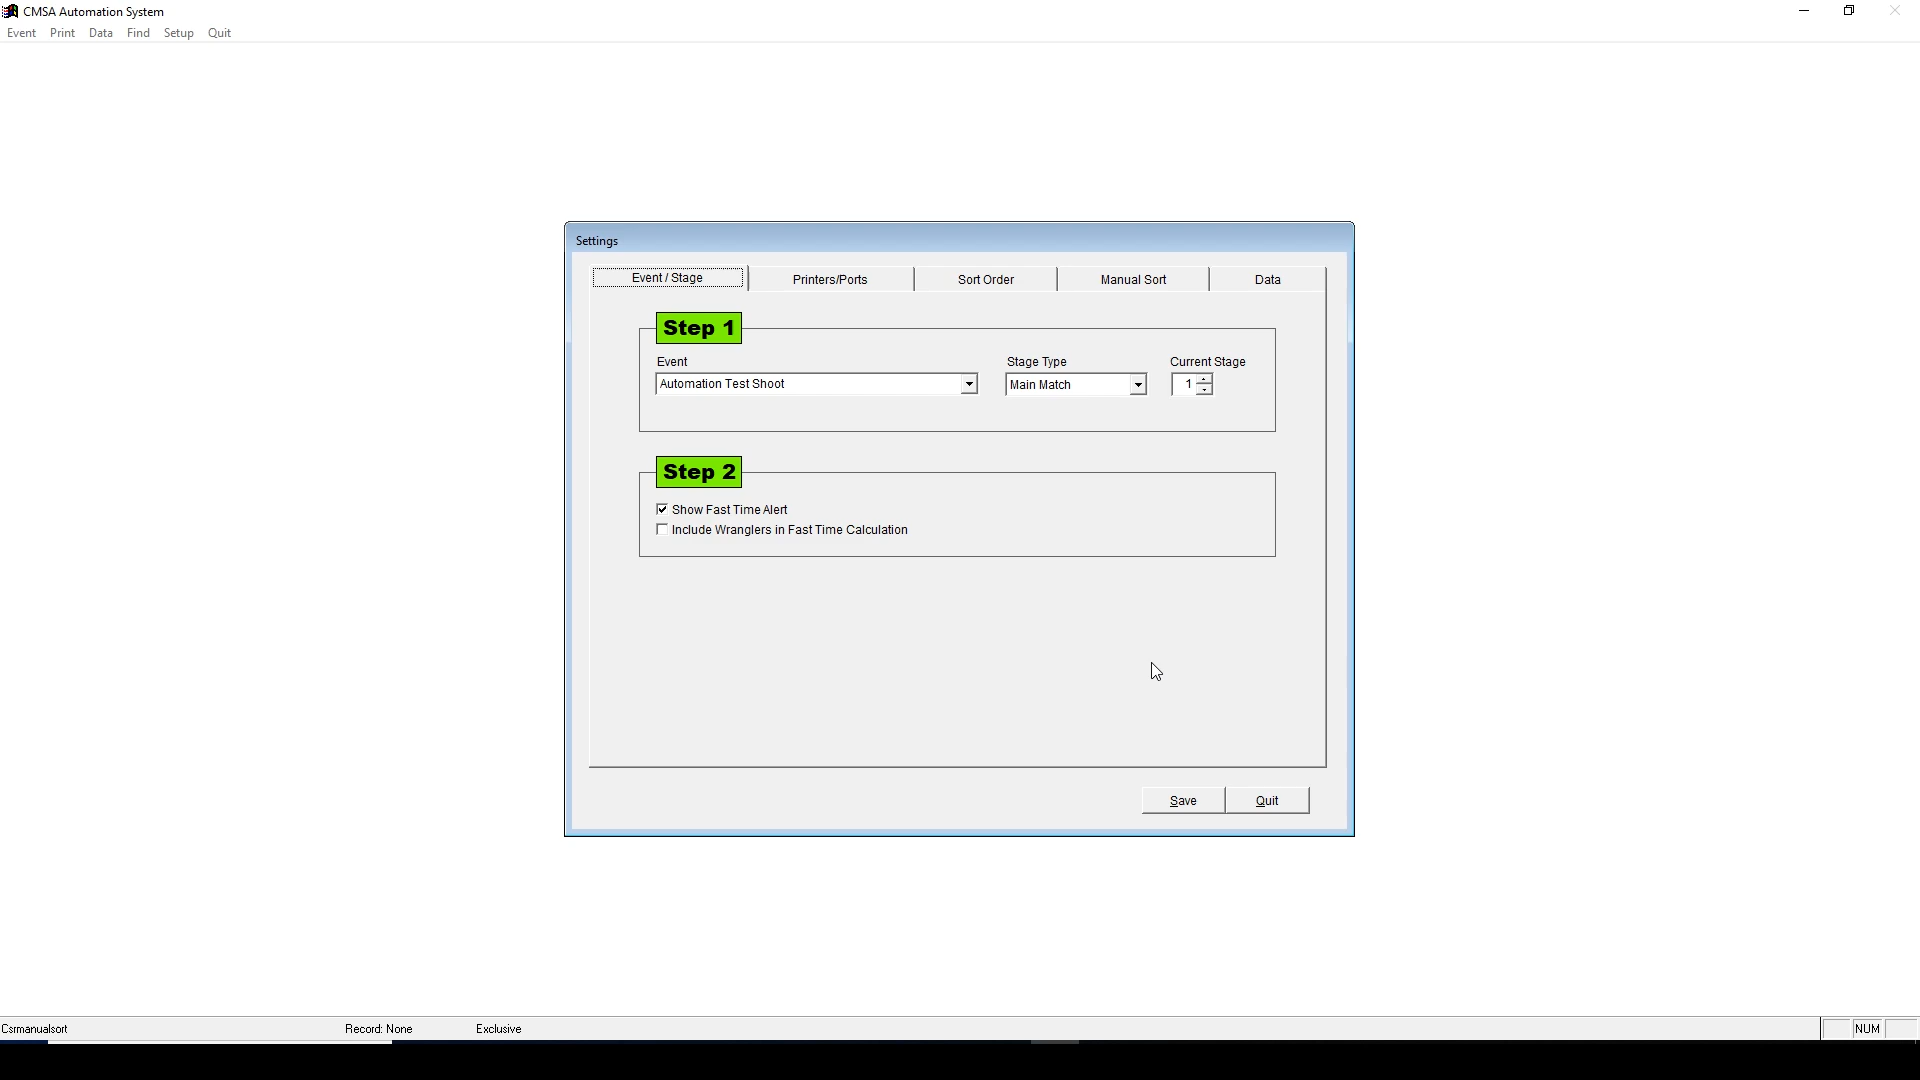 CMSA Automation System
Event Print Data Find Setup Quit
Settings
Event / Stage Printers/Ports Sort Order Manual Sort Data
Step 1
Event Stage Type Current Stage
Automation Test Shoot Main Match 1
Step 2
Show Fast Time Alert
Include Wranglers in Fast Time Calculation
Save Quit
Csrmanualsort Record: None Exclusive NUM